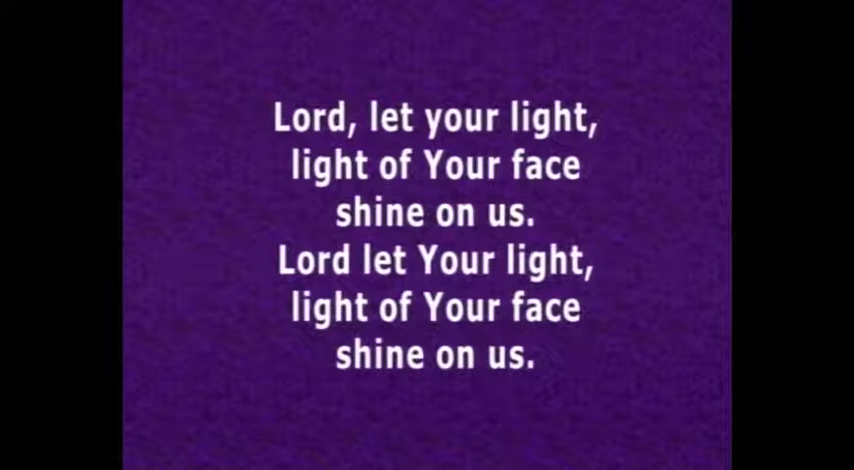 Lord, let your light,
light of Your face
shine on us.
Lord let Your light,
light of Your face
shine on us.